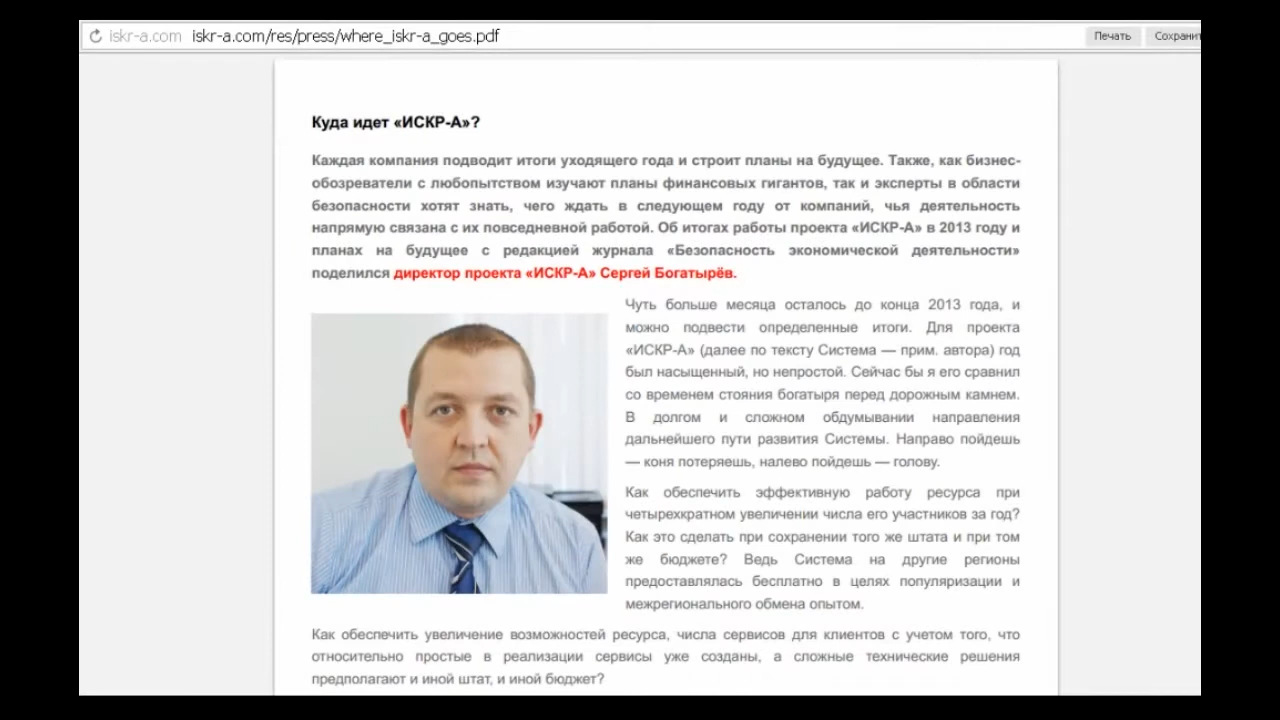 iskr-a.com iskr-a.com/res/press/where_iskr-a_goes.pdf Печать
Куда идет «ИСКР-А»?
Каждая компания подводит итоги уходящего года и строит планы на будущее. Также, как бизнес-
обозреватели с любопытством изучают планы финансовых гигантов, так и эксперты в области
безопасности хотят знать, чего ждать в следующем году от компаний, чья деятельность
напрямую связана с их повседневной работой. Об итогах работы проекта «ИСКР-А» в 2013 году и
планах на будущее с редакцией журнала «Безопасность экономической деятельности»
поделился директор проекта «ИСКР-А» Сергей Богатырёв.
Чуть больше месяца осталось до конца 2013 года, и
можно подвести определенные итоги. Для проекта
«ИСКР-А» (далее по тексту Система — прим. автора) год
был насыщенный, но непростой. Сейчас бы я его сравнил
со временем стояния богатыря перед дорожным камнем.
В долгом и сложном обдумывании направления
дальнейшего пути развития Системы. Направо пойдешь
— коня потеряешь, налево пойдешь — голову.
Как обеспечить эффективную работу ресурса при
четырехкратном увеличении числа его участников за год?
Как это сделать при сохранении того же штата и при том
же бюджете? Ведь Система на другие регионы
предоставлялась бесплатно в целях популяризации и
межрегионального обмена опытом.
Как обеспечить увеличение возможностей ресурса, числа сервисов для клиентов с учетом того, что
относительно простые в реализации сервисы уже созданы, а сложные технические решения
предполагают и иной штат, и иной бюджет?